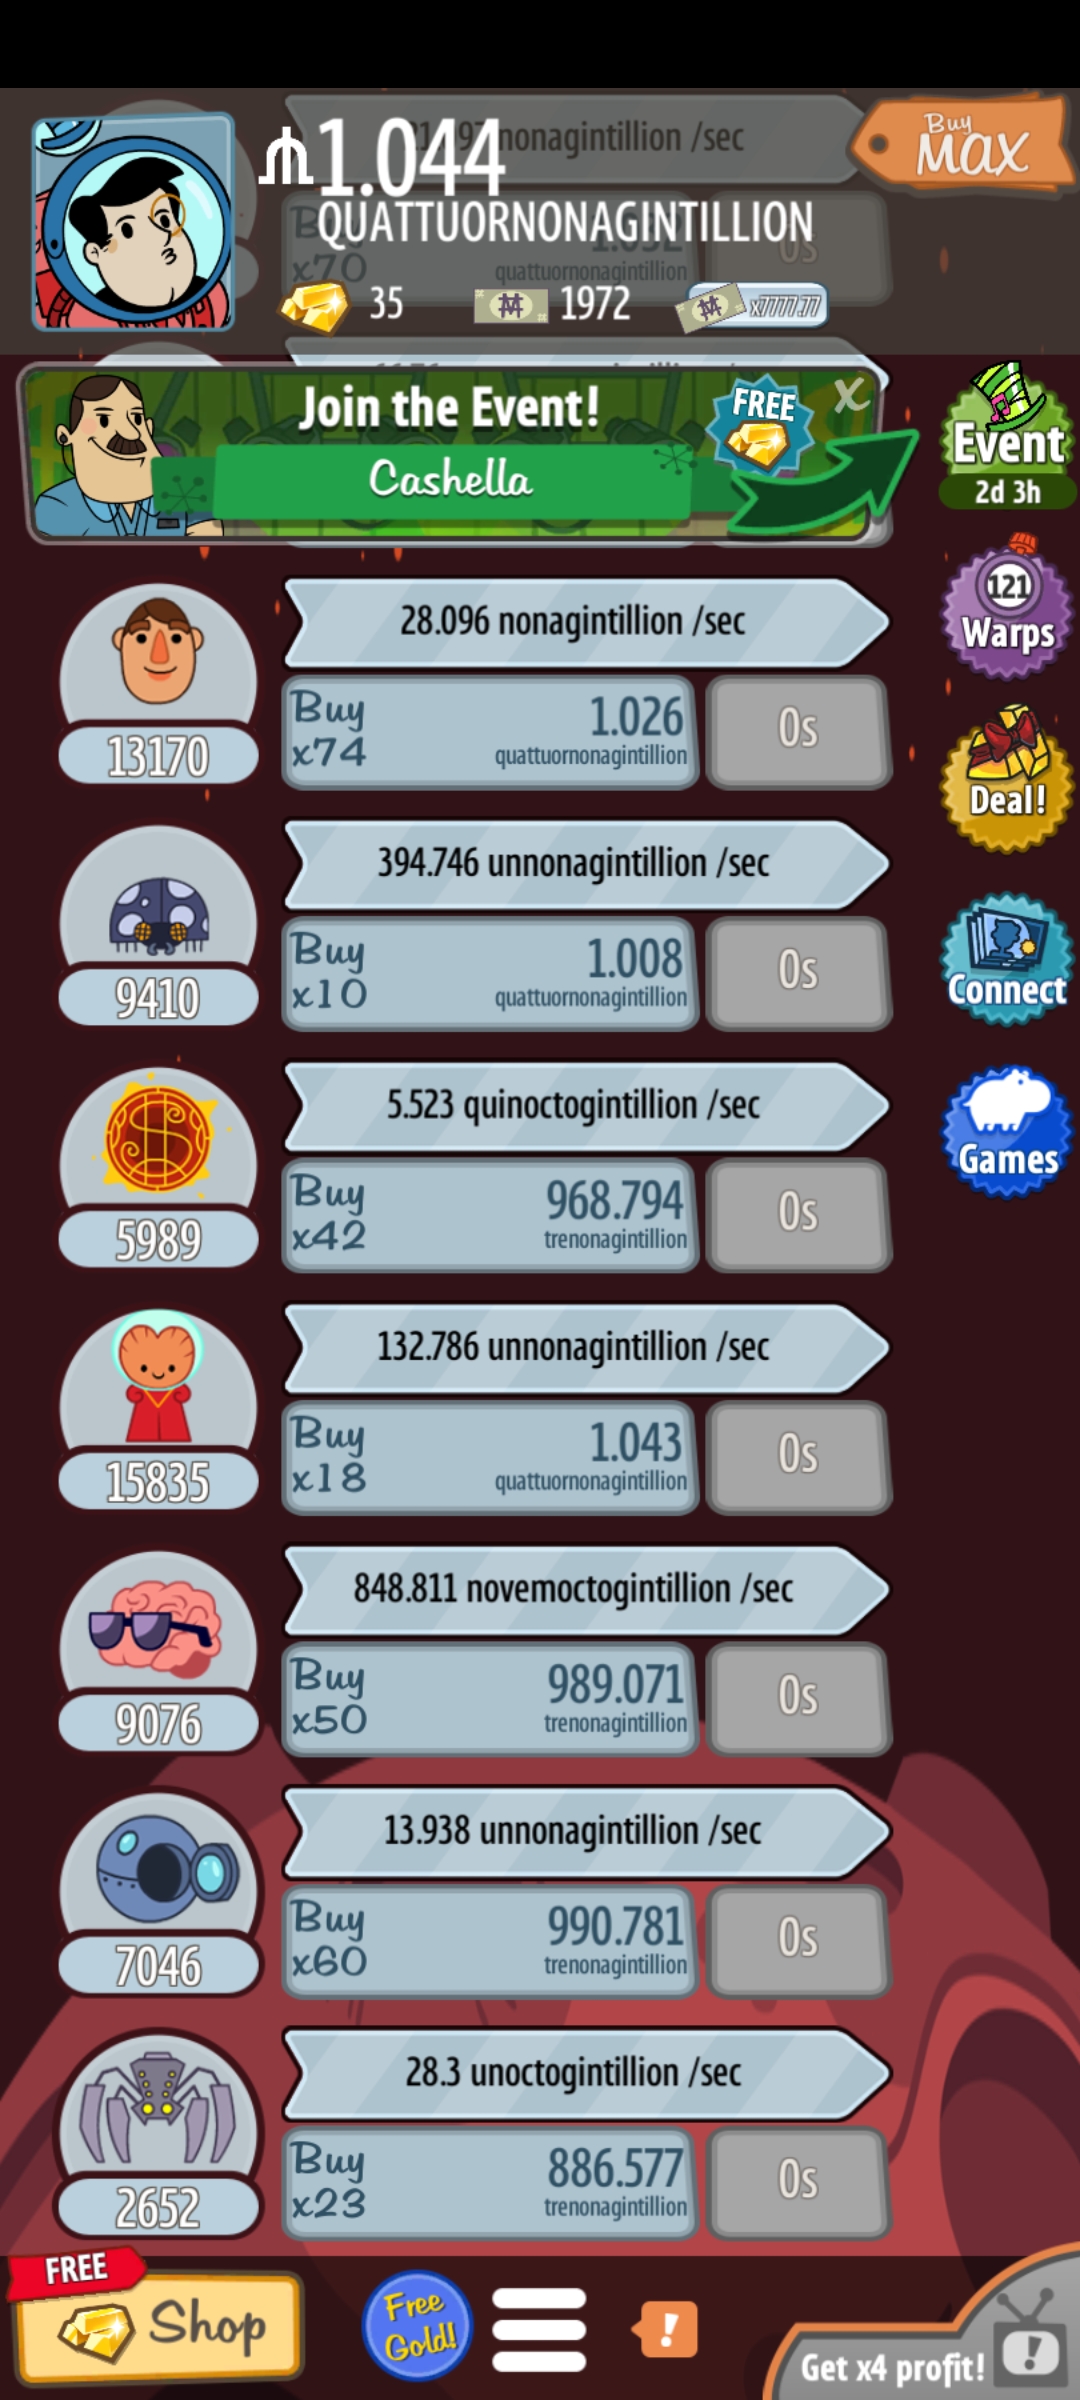 nonagintillion /sec
1.044
QUATTUORNONAGINTILLION
Buy
MAX
x70
quattuornonagintillion
0s
35
1972
x7777.77
Join the Event!
Cashella
FREE
X
Event
2d 3h
28.096 nonagintillion /sec
13170
Buy
x74
1.026
quattuornonagintillion
0s
121
Warps
Deal!
394.746 unnonagintillion /sec
9410
Buy
x10
1.008
quattuornonagintillion
0s
Connect
5.523 quinoctogintillion /sec
5989
Buy
x42
968.794
trenonagintillion
0s
Games
132.786 unnonagintillion /sec
15835
Buy
x18
1.043
quattuornonagintillion
0s
848.811 novemoctogintillion /sec
9076
Buy
x50
989.071
trenonagintillion
0s
13.938 unnonagintillion /sec
7046
Buy
x60
990.781
trenonagintillion
0s
28.3 unoctogintillion /sec
2652
Buy
x23
886.577
trenonagintillion
0s
FREE
Shop
Free
Gold!
!
Get x4 profit!
!